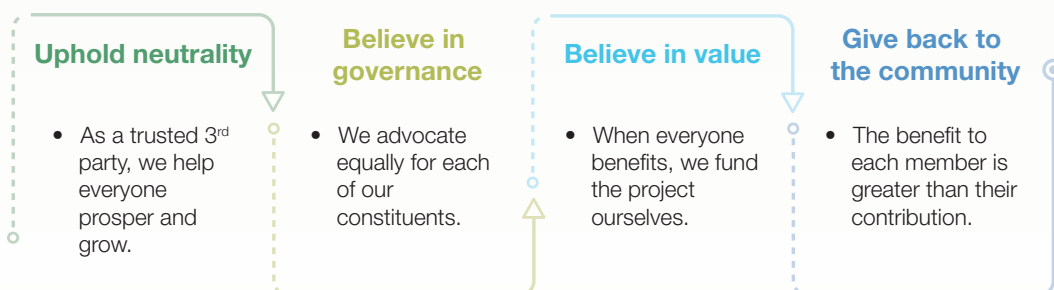 Uphold neutrality
• As a trusted 3rd
party, we help
everyone
prosper and
grow.
Believe in
governance
• We advocate
equally for each
of our
constituents.
Believe in value
• When everyone
benefits, we fund
the project
ourselves.
Give back to
the community
• The benefit to
each member is
greater than their
contribution.